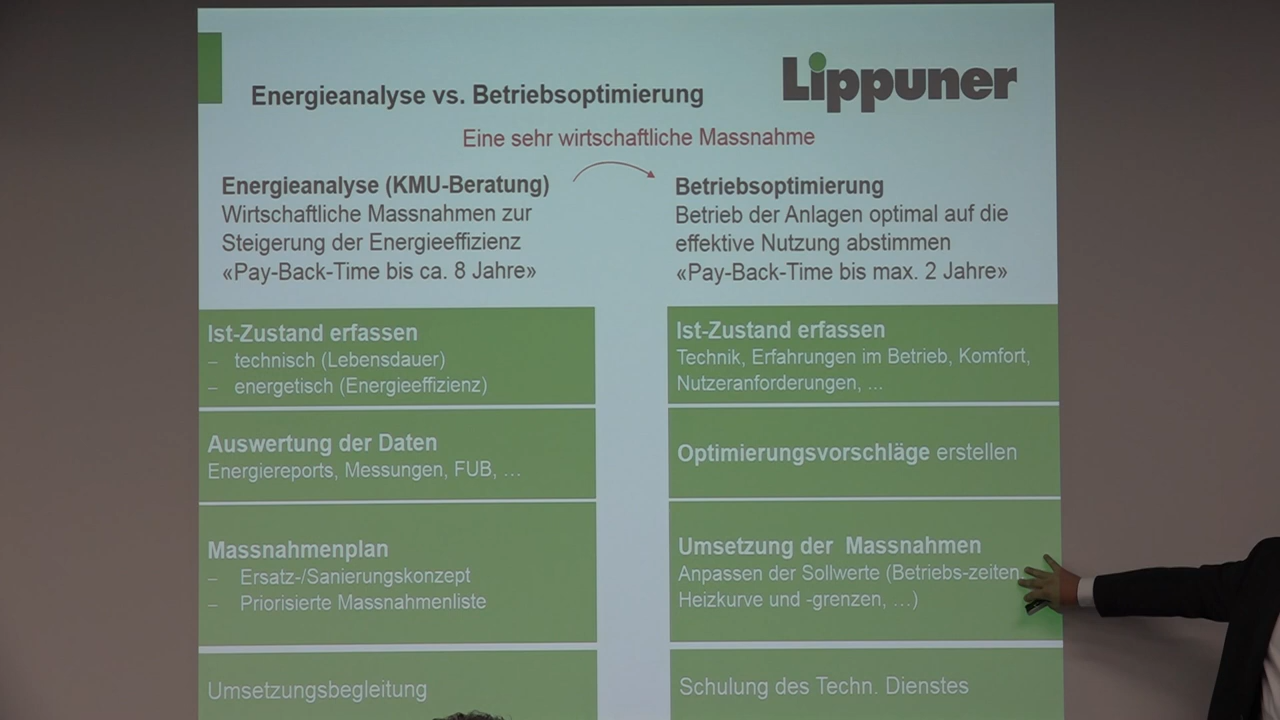 Lippuner
Energieanalyse vs. Betriebsoptimierung
Eine sehr wirtschaftliche Massnahme
Energieanalyse (KMU-Beratung)
Wirtschaftliche Massnahmen zur
Steigerung der Energieeffizienz
«Pay-Back-Time bis ca. 8 Jahre»
Ist-Zustand erfassen
– technisch (Lebensdauer)
– energetisch (Energieeffizienz)
Auswertung der Daten
Energiereports, Messungen, FUB, ...
Massnahmenplan
– Ersatz-/Sanierungskonzept
– Priorisierte Massnahmenliste
Umsetzungsbegleitung
Betriebsoptimierung
Betrieb der Anlagen optimal auf die
effektive Nutzung abstimmen
«Pay-Back-Time bis max. 2 Jahre»
Ist-Zustand erfassen
Technik, Erfahrungen im Betrieb, Komfort,
Nutzeranforderungen, ...
Optimierungsvorschläge erstellen
Umsetzung der Massnahmen
Anpassen der Sollwerte (Betriebs-zeiten
Heizkurve und -grenzen, ...)
Schulung des Techn. Dienstes